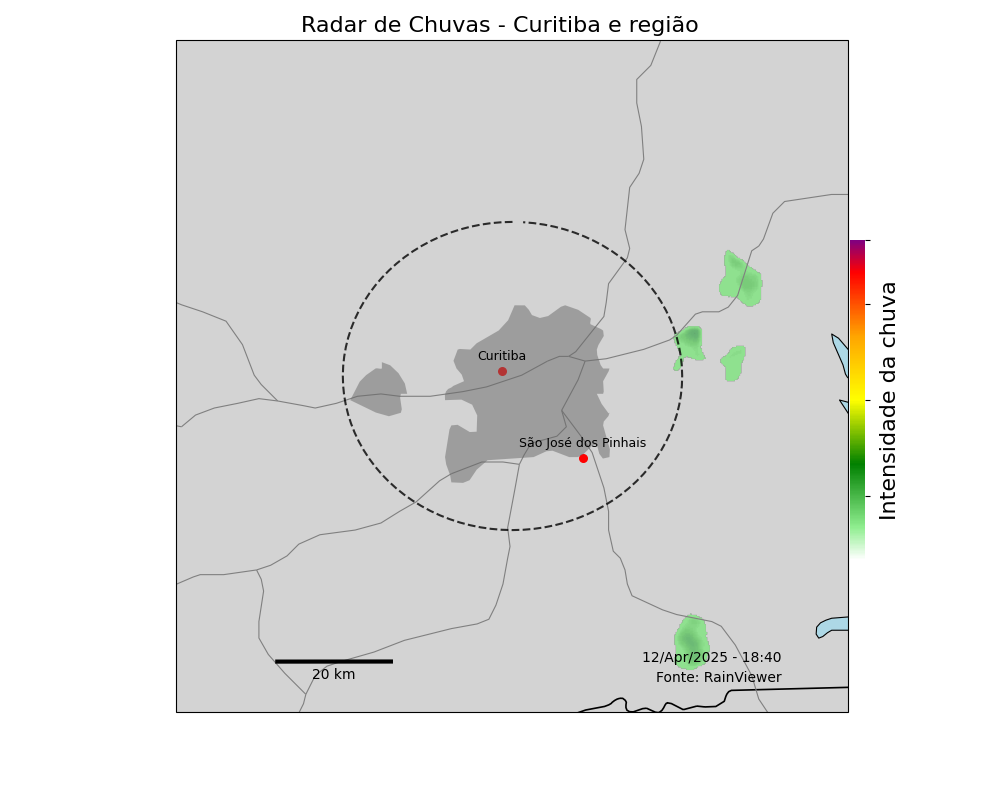 Radar de Chuvas - Curitiba e região
Curitiba
São José dos Pinhais
Intensidade da chuva
20 km
12/Apr/2025 - 18:40
Fonte: RainViewer